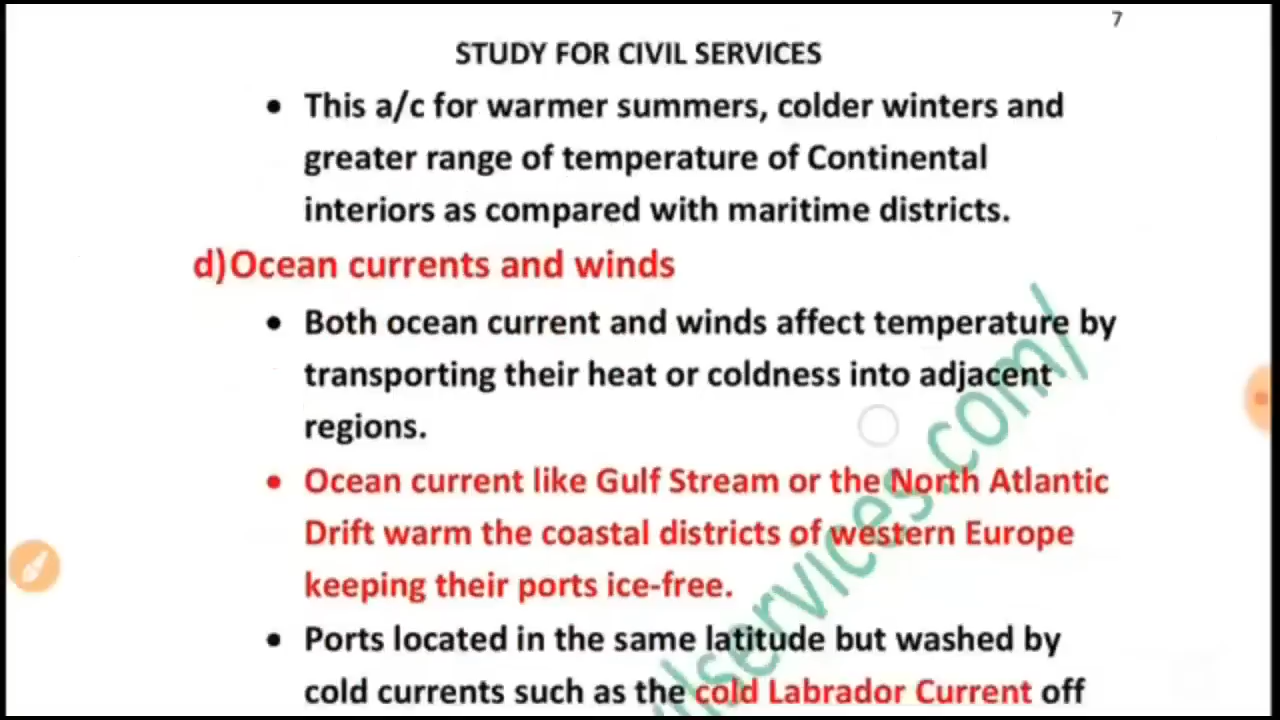 7
STUDY FOR CIVIL SERVICES
• This a/c for warmer summers, colder winters and
greater range of temperature of Continental
interiors as compared with maritime districts.
d)Ocean currents and winds
• Both ocean current and winds affect temperature by
transporting their heat or coldness into adjacent
regions.
• Ocean current like Gulf Stream or the North Atlantic
Drift warm the coastal districts of western Europe
keeping their ports ice-free.
• Ports located in the same latitude but washed by
cold currents such as the cold Labrador Current off
ilservices.com/